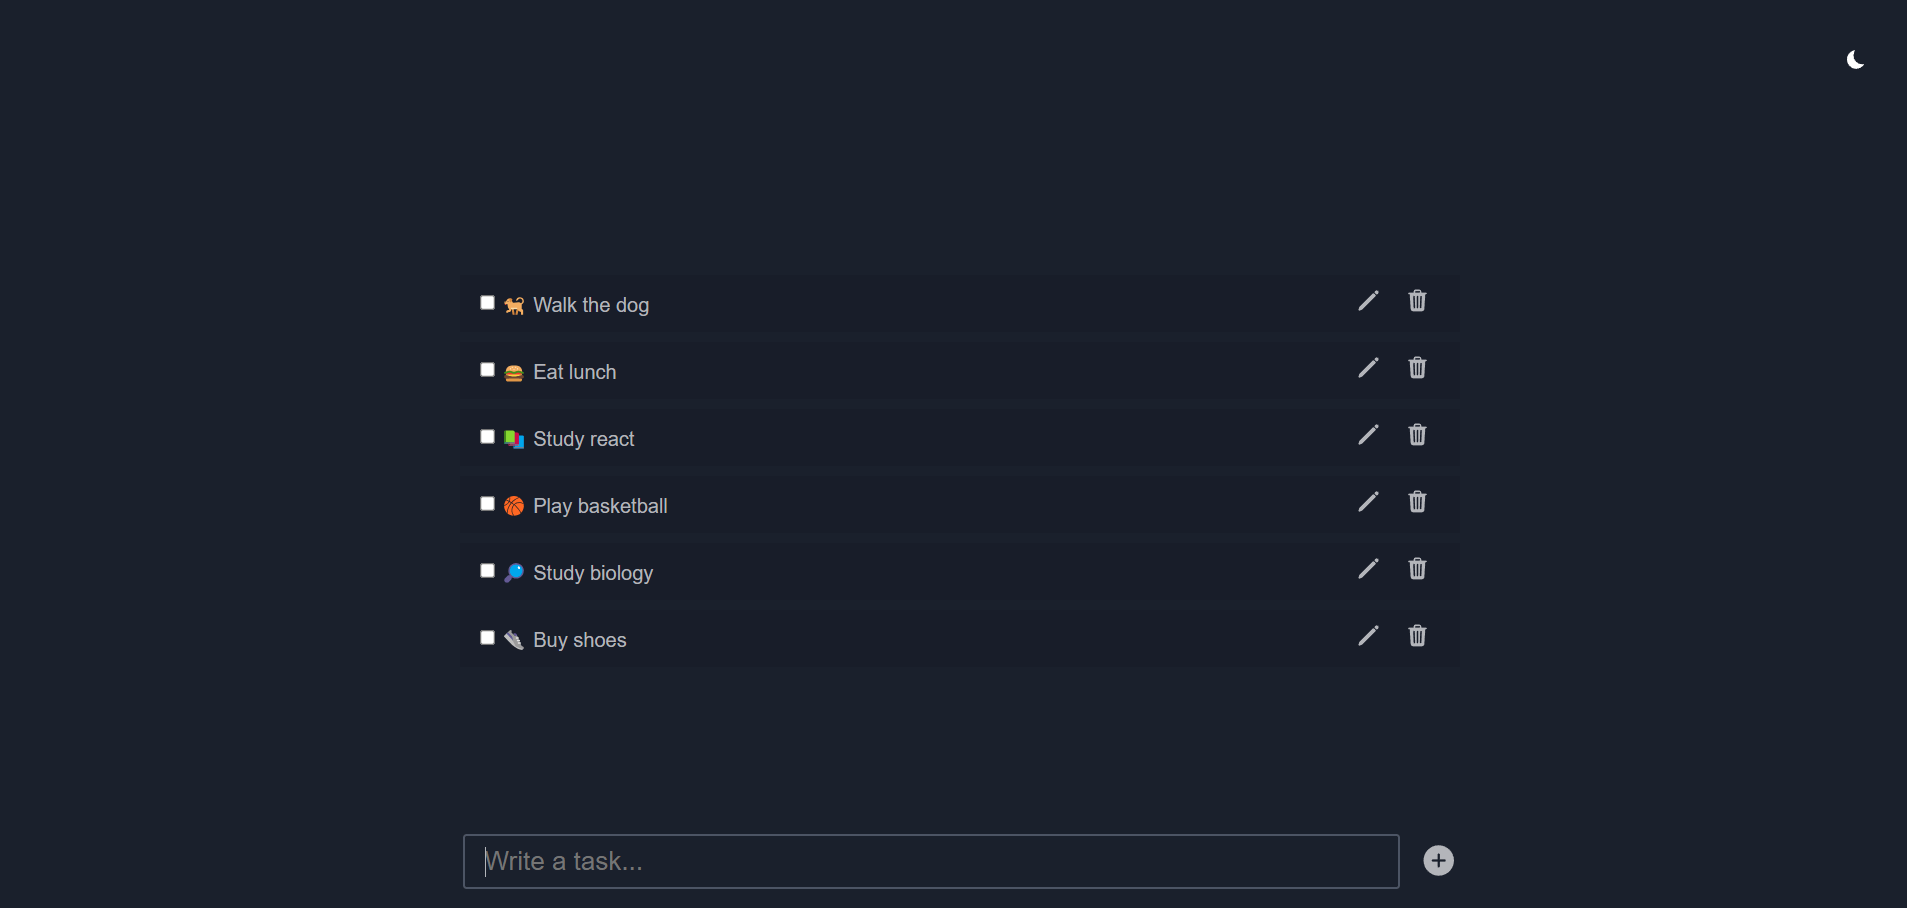 Walk the dog
Eat lunch
Study react
Play basketball
Study biology
Buy shoes
Write a task...